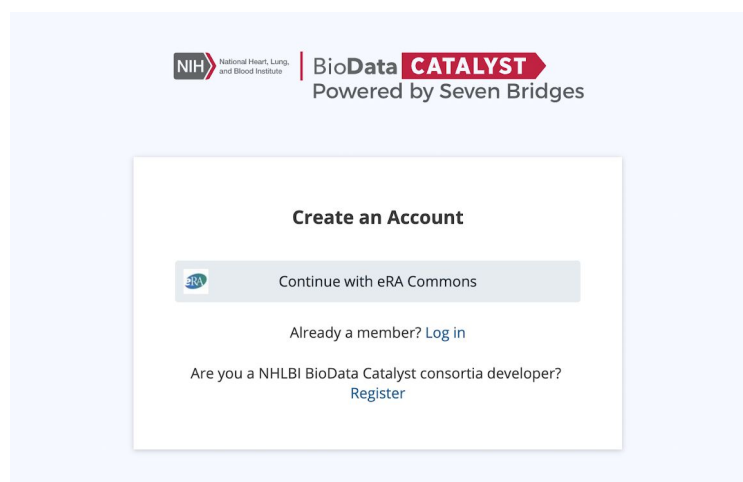 NIH National Heart, Lung,
and Blood Institute
BioData CATALYST
Powered by Seven Bridges
Create an Account
eRA Continue with eRA Commons
Already a member? Log in
Are you a NHLBI BioData Catalyst consortia developer?
Register